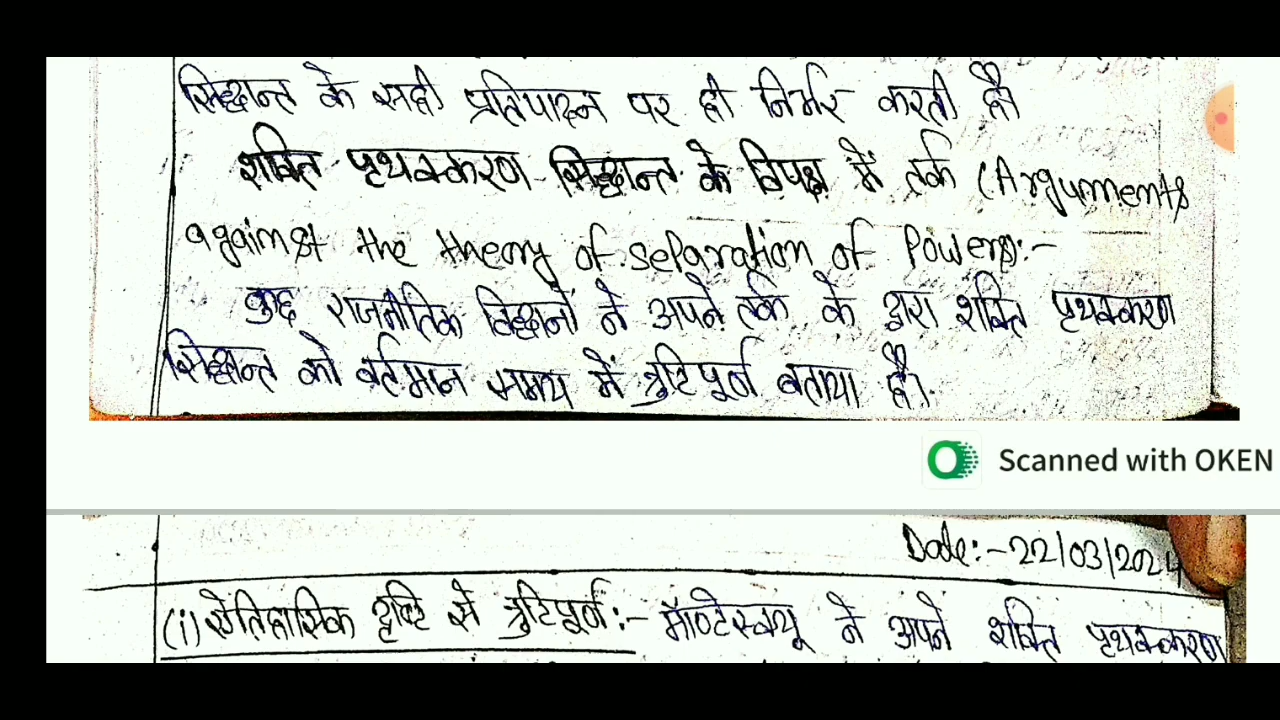 सिद्धान्त के सही प्रतिपादन पर ही निर्भर करती है।
शक्ति पृथक्करण सिद्धान्त के विपक्ष में तर्क (Arguments
against the theory of separation of Powers:-
कुछ राजनीतिक विद्वानों ने अपने तर्क के द्वारा शक्ति पृथक्करण
सिद्धान्त को वर्तमान समय में त्रुटिपूर्ण बताया है।
Scanned with OKEN
Date:-22/03/2024
(i) ऐतिहासिक दृष्टि से त्रुटिपूर्ण:- मॉण्टेस्क्यू ने अपने शक्ति पृथक्करण